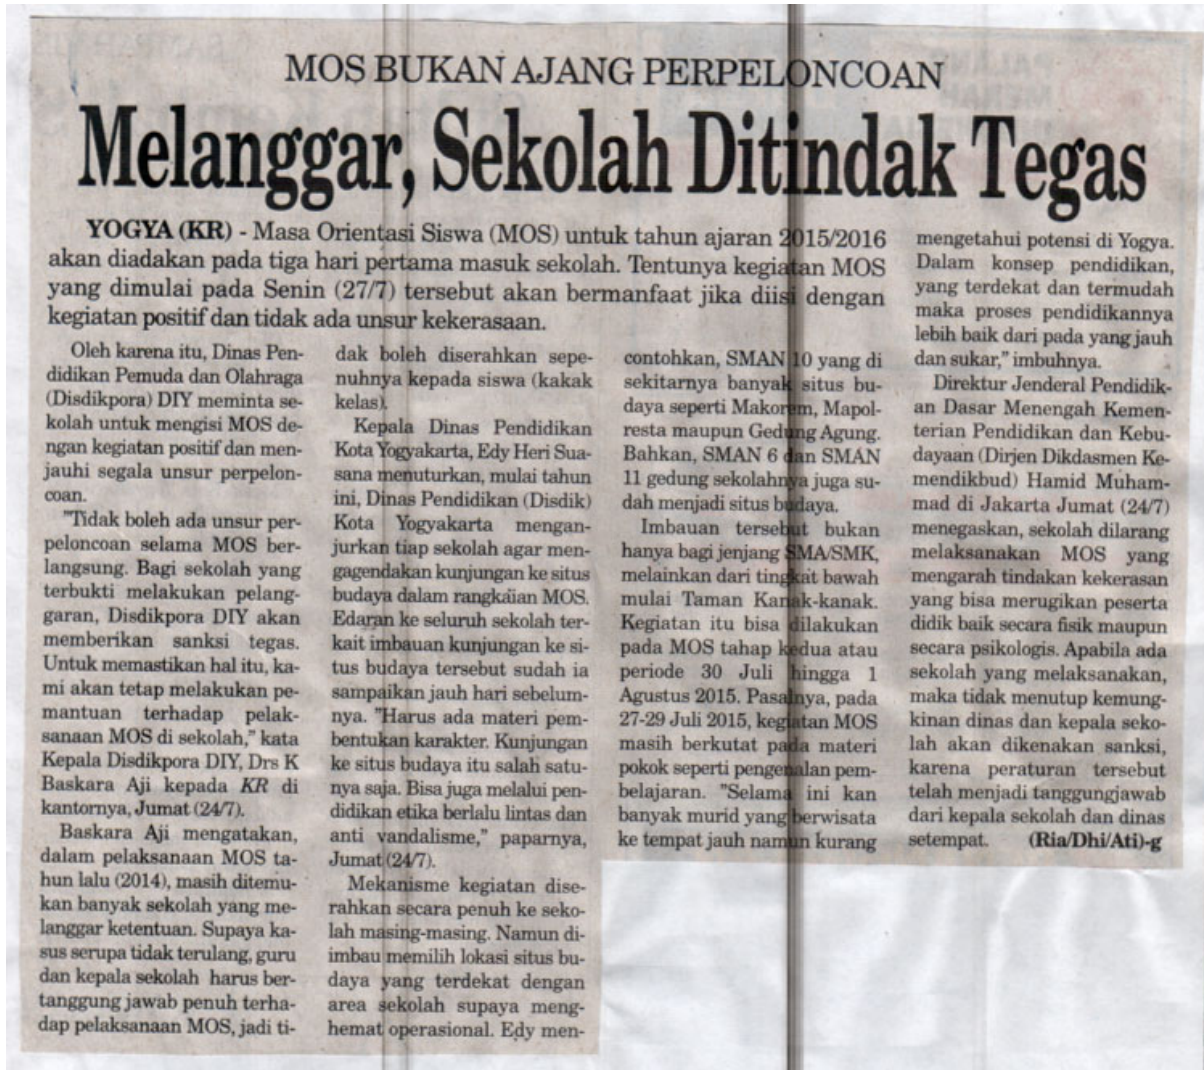 MOS BUKAN AJANG PERPELONCOAN
Melanggar, Sekolah Ditindak Tegas
YOGYA (KR) - Masa Orientasi Siswa (MOS) untuk tahun ajaran 2015/2016
akan diadakan pada tiga hari pertama masuk sekolah. Tentunya kegiatan MOS
yang dimulai pada Senin (27/7) tersebut akan bermanfaat jika diisi dengan
kegiatan positif dan tidak ada unsur kekerasaan.
Oleh karena itu, Dinas Pen-
didikan Pemuda dan Olahraga
(Disdikpora) DIY meminta se-
kolah untuk mengisi MOS de-
ngan kegiatan positif dan men-
jauhi segala unsur perpelon-
coan.
"Tidak boleh ada unsur per-
peloncoan selama MOS ber-
langsung. Bagi sekolah yang
terbukti melakukan pelang-
garan, Disdikpora DIY akan
memberikan sanksi tegas.
Untuk memastikan hal itu, ka-
mi akan tetap melakukan pe-
mantuan terhadap pelak-
sanaan MOS di sekolah," kata
Kepala Disdikpora DIY, Drs K
Baskara Aji kepada KR di
kantornya, Jumat (24/7).
Baskara Aji mengatakan,
dalam pelaksanaan MOS ta-
hun lalu (2014), masih ditemu-
kan banyak sekolah yang me-
langgar ketentuan. Supaya ka-
sus serupa tidak terulang, guru
dan kepala sekolah harus ber-
tanggung jawab penuh terha-
dap pelaksanaan MOS, jadi ti-
dak boleh diserahkan sepe-
nuhnya kepada siswa (kakak
kelas).
Kepala Dinas Pendidikan
Kota Yogyakarta, Edy Heri Sua-
sana menuturkan, mulai tahun
ini, Dinas Pendidikan (Disdik)
Kota Yogyakarta mengan-
jurkan tiap sekolah agar men-
gagendakan kunjungan ke situs
budaya dalam rangkaian MOS.
Edaran ke seluruh sekolah ter-
kait imbauan kunjungan ke si-
tus budaya tersebut sudah ia
sampaikan jauh hari sebelum-
nya. "Harus ada materi pem-
bentukan karakter. Kunjungan
ke situs budaya itu salah satu-
nya saja. Bisa juga melalui pen-
didikan etika berlalu lintas dan
anti vandalisme," paparnya,
Jumat (24/7).
Mekanisme kegiatan dise-
rahkan secara penuh ke seko-
lah masing-masing. Namun di-
imbau memilih lokasi situs bu-
daya yang terdekat dengan
area sekolah supaya meng-
hemat operasional. Edy men-
contohkan, SMAN 10 yang di
sekitarnya banyak situs bu-
daya seperti Makorem, Mapol-
resta maupun Gedung Agung.
Bahkan, SMAN 6 dan SMAN
11 gedung sekolahnya juga su-
dah menjadi situs budaya.
Imbauan tersebut bukan
hanya bagi jenjang SMA/SMK,
melainkan dari tingkat bawah
mulai Taman Kanak-kanak.
Kegiatan itu bisa dilakukan
pada MOS tahap kedua atau
periode 30 Juli hingga 1
Agustus 2015. Pasalnya, pada
27-29 Juli 2015, kegiatan MOS
masih berkutat pada materi
pokok seperti pengenalan pem-
belajaran. "Selama ini kan
banyak murid yang berwisata
ke tempat jauh namun kurang
mengetahui potensi di Yogya.
Dalam konsep pendidikan,
yang terdekat dan termudah
maka proses pendidikannya
lebih baik dari pada yang jauh
dan sukar," imbuhnya.
Direktur Jenderal Pendidik-
an Dasar Menengah Kemen-
terian Pendidikan dan Kebu-
dayaan (Dirjen Dikdasmen Ke-
mendikbud) Hamid Muham-
mad di Jakarta Jumat (24/7)
menegaskan, sekolah dilarang
melaksanakan MOS yang
mengarah tindakan kekerasan
yang bisa merugikan peserta
didik baik secara fisik maupun
secara psikologis. Apabila ada
sekolah yang melaksanakan,
maka tidak menutup kemung-
kinan dinas dan kepala seko-
lah akan dikenakan sanksi,
karena peraturan tersebut
telah menjadi tanggungjawab
dari kepala sekolah dan dinas
setempat. (Ria/Dhi/Ati)-g